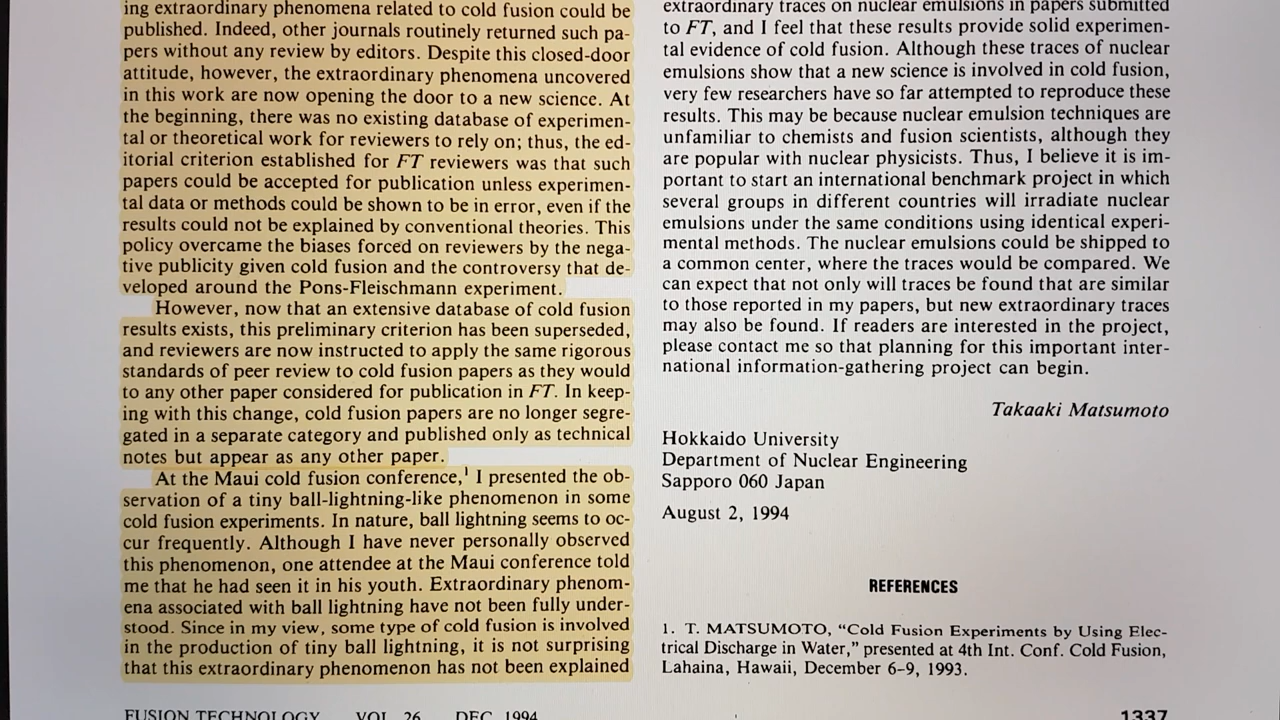 ing extraordinary phenomena related to cold fusion could be
published. Indeed, other journals routinely returned such pa-
pers without any review by editors. Despite this closed-door
attitude, however, the extraordinary phenomena uncovered
in this work are now opening the door to a new science. At
the beginning, there was no existing database of experimen-
tal or theoretical work for reviewers to rely on; thus, the ed-
itorial criterion established for FT reviewers was that such
papers could be accepted for publication unless experimen-
tal data or methods could be shown to be in error, even if the
results could not be explained by conventional theories. This
policy overcame the biases forced on reviewers by the nega-
tive publicity given cold fusion and the controversy that de-
veloped around the Pons-Fleischmann experiment.
However, now that an extensive database of cold fusion
results exists, this preliminary criterion has been superseded,
and reviewers are now instructed to apply the same rigorous
standards of peer review to cold fusion papers as they would
to any other paper considered for publication in FT. In keep-
ing with this change, cold fusion papers are no longer segre-
gated in a separate category and published only as technical
notes but appear as any other paper.
At the Maui cold fusion conference,¹ I presented the ob-
servation of a tiny ball-lightning-like phenomenon in some
cold fusion experiments. In nature, ball lightning seems to oc-
cur frequently. Although I have never personally observed
this phenomenon, one attendee at the Maui conference told
me that he had seen it in his youth. Extraordinary phenom-
ena associated with ball lightning have not been fully under-
stood. Since in my view, some type of cold fusion is involved
in the production of tiny ball lightning, it is not surprising
that this extraordinary phenomenon has not been explained
extraordinary traces on nuclear emulsions in papers submitted
to FT, and I feel that these results provide solid experimen-
tal evidence of cold fusion. Although these traces of nuclear
emulsions show that a new science is involved in cold fusion,
very few researchers have so far attempted to reproduce these
results. This may be because nuclear emulsion techniques are
unfamiliar to chemists and fusion scientists, although they
are popular with nuclear physicists. Thus, I believe it is im-
portant to start an international benchmark project in which
several groups in different countries will irradiate nuclear
emulsions under the same conditions using identical experi-
mental methods. The nuclear emulsions could be shipped to
a common center, where the traces would be compared. We
can expect that not only will traces be found that are similar
to those reported in my papers, but new extraordinary traces
may also be found. If readers are interested in the project,
please contact me so that planning for this important inter-
national information-gathering project can begin.
Takaaki Matsumoto
Hokkaido University
Department of Nuclear Engineering
Sapporo 060 Japan
August 2, 1994
REFERENCES
1. T. MATSUMOTO, “Cold Fusion Experiments by Using Elec-
trical Discharge in Water,” presented at 4th Int. Conf. Cold Fusion,
Lahaina, Hawaii, December 6-9, 1993.
FUSION TECHNOLOGY VOL. 26 DEC. 1994
1337